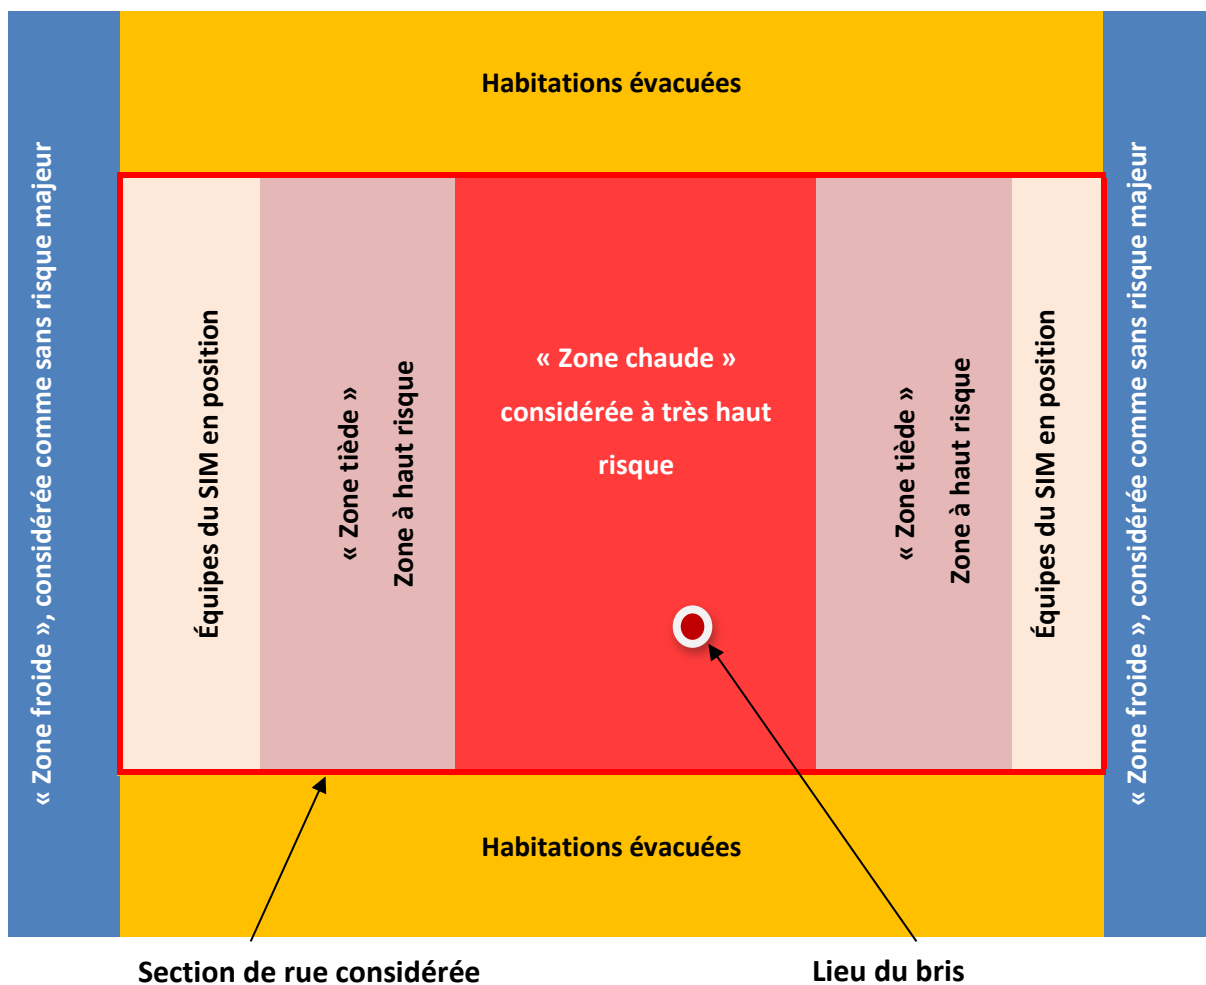 Habitations évacuées
« Zone froide », considérée comme sans risque majeur
Équipes du SIM en position
« Zone tiède »
Zone à haut risque
« Zone chaude »
considérée à très haut
risque
« Zone tiède »
Zone à haut risque
Équipes du SIM en position
« Zone froide », considérée comme sans risque majeur
Habitations évacuées
Section de rue considérée
Lieu du bris